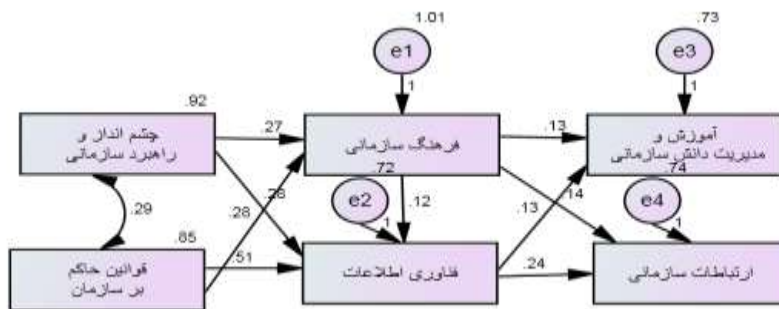 1.01
.73
e1
e3
.92
1
1
چشم انداز و
راهبرد سازمانی
.27
فرهنگ سازمانی
.13
آموزش و
مدیریت دانش سازمانی
.72
.74
.29
.28
.28
e2
.12
.13
.14
e4
.85
1
1
قوانین حاکم
بر سازمان
.51
فناوری اطلاعات
.24
ارتباطات سازمانی